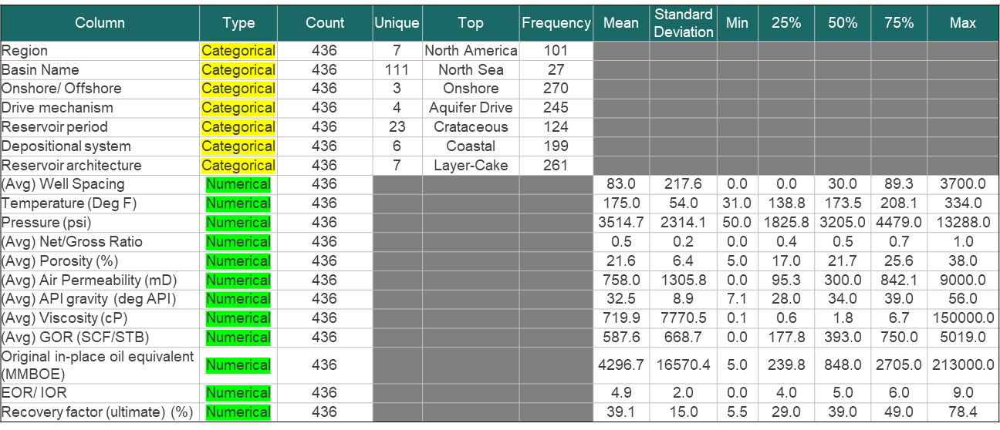 Column Type Count Unique Top Frequency Mean Standard Deviation Min 25% 50% 75% Max
Region Categorical 436 7 North America 101
Basin Name Categorical 436 111 North Sea 27
Onshore/ Offshore Categorical 436 3 Onshore 270
Drive mechanism Categorical 436 4 Aquifer Drive 245
Reservoir period Categorical 436 23 Crataceous 124
Depositional system Categorical 436 6 Coastal 199
Reservoir architecture Categorical 436 7 Layer-Cake 261
(Avg) Well Spacing Numerical 436 83.0 217.6 0.0 0.0 30.0 89.3 3700.0
Temperature (Deg F) Numerical 436 175.0 54.0 31.0 138.8 173.5 208.1 334.0
Pressure (psi) Numerical 436 3514.7 2314.1 50.0 1825.8 3205.0 4479.0 13288.0
(Avg) Net/Gross Ratio Numerical 436 0.5 0.2 0.0 0.4 0.5 0.7 1.0
(Avg) Porosity (%) Numerical 436 21.6 6.4 5.0 17.0 21.7 25.6 38.0
(Avg) Air Permeability (mD) Numerical 436 758.0 1305.8 0.0 95.3 300.0 842.1 9000.0
(Avg) API gravity (deg API) Numerical 436 32.5 8.9 7.1 28.0 34.0 39.0 56.0
(Avg) Viscosity (cP) Numerical 436 719.9 7770.5 0.1 0.6 1.8 6.7 150000.0
(Avg) GOR (SCF/STB) Numerical 436 587.6 668.7 0.0 177.8 393.0 750.0 5019.0
Original in-place oil equivalent
(MMBOE) Numerical 436 4296.7 16570.4 5.0 239.8 848.0 2705.0 213000.0
EOR/ IOR Numerical 436 4.9 2.0 0.0 4.0 5.0 6.0 9.0
Recovery factor (ultimate) (%) Numerical 436 39.1 15.0 5.5 29.0 39.0 49.0 78.4